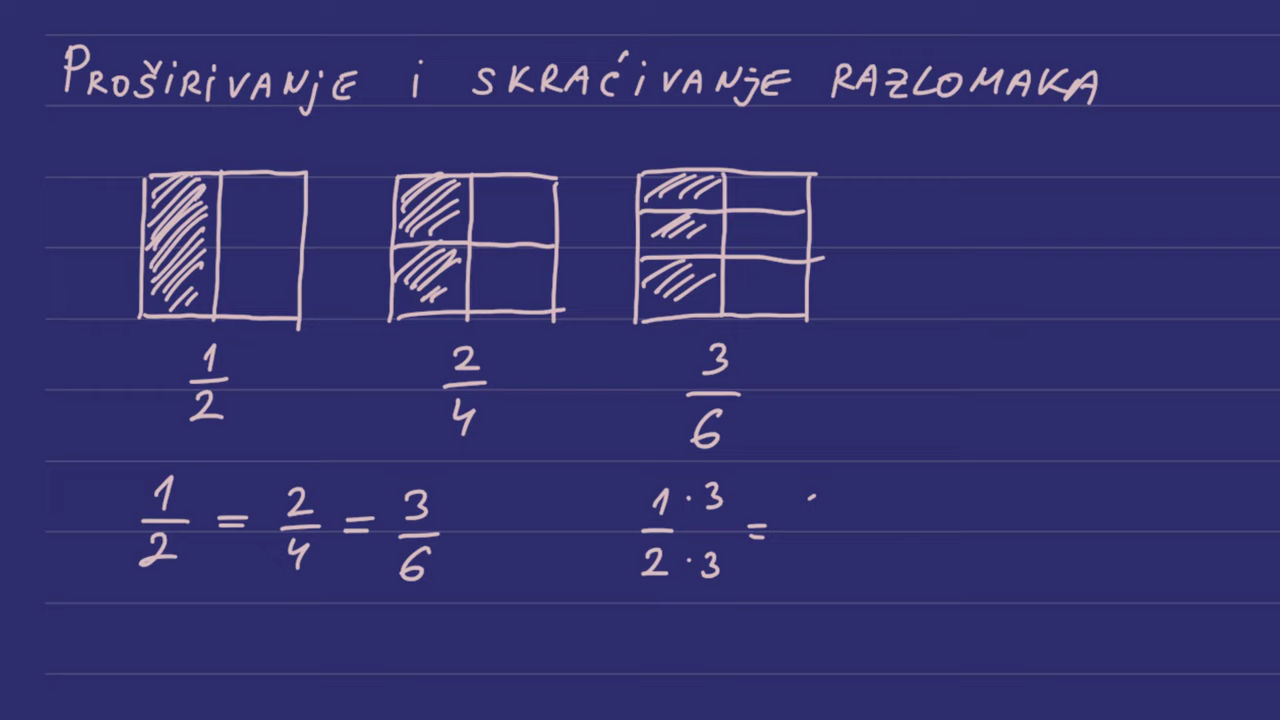 PROŠIRIVANJE i SKRAĆIVANJE RAZLOMAKA
1/2 2/4 3/6
1/2 = 2/4 = 3/6 1·3/2·3 =